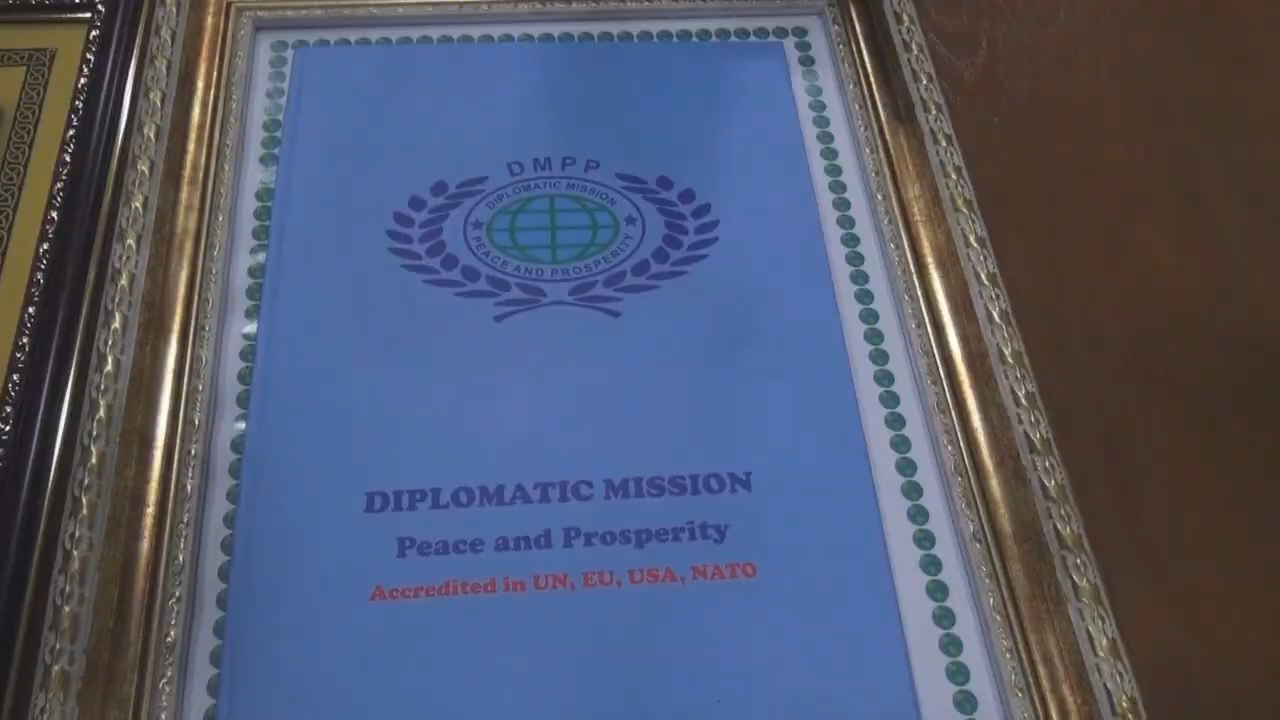 DMPP
DIPLOMATIC MISSION
PEACE AND PROSPERITY
DIPLOMATIC MISSION
Peace and Prosperity
Accredited in UN, EU, USA, NATO